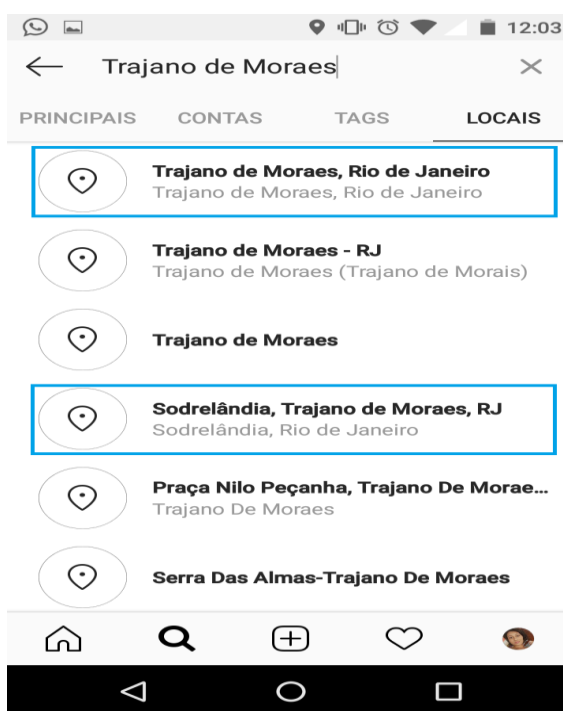 12:03
Trajano de Moraes
PRINCIPAIS CONTAS TAGS LOCAIS
Trajano de Moraes, Rio de Janeiro
Trajano de Moraes, Rio de Janeiro
Trajano de Moraes - RJ
Trajano de Moraes (Trajano de Morais)
Trajano de Moraes
Sodrelândia, Trajano de Moraes, RJ
Sodrelândia, Rio de Janeiro
Praça Nilo Peçanha, Trajano De Morae...
Trajano De Moraes
Serra Das Almas-Trajano De Moraes